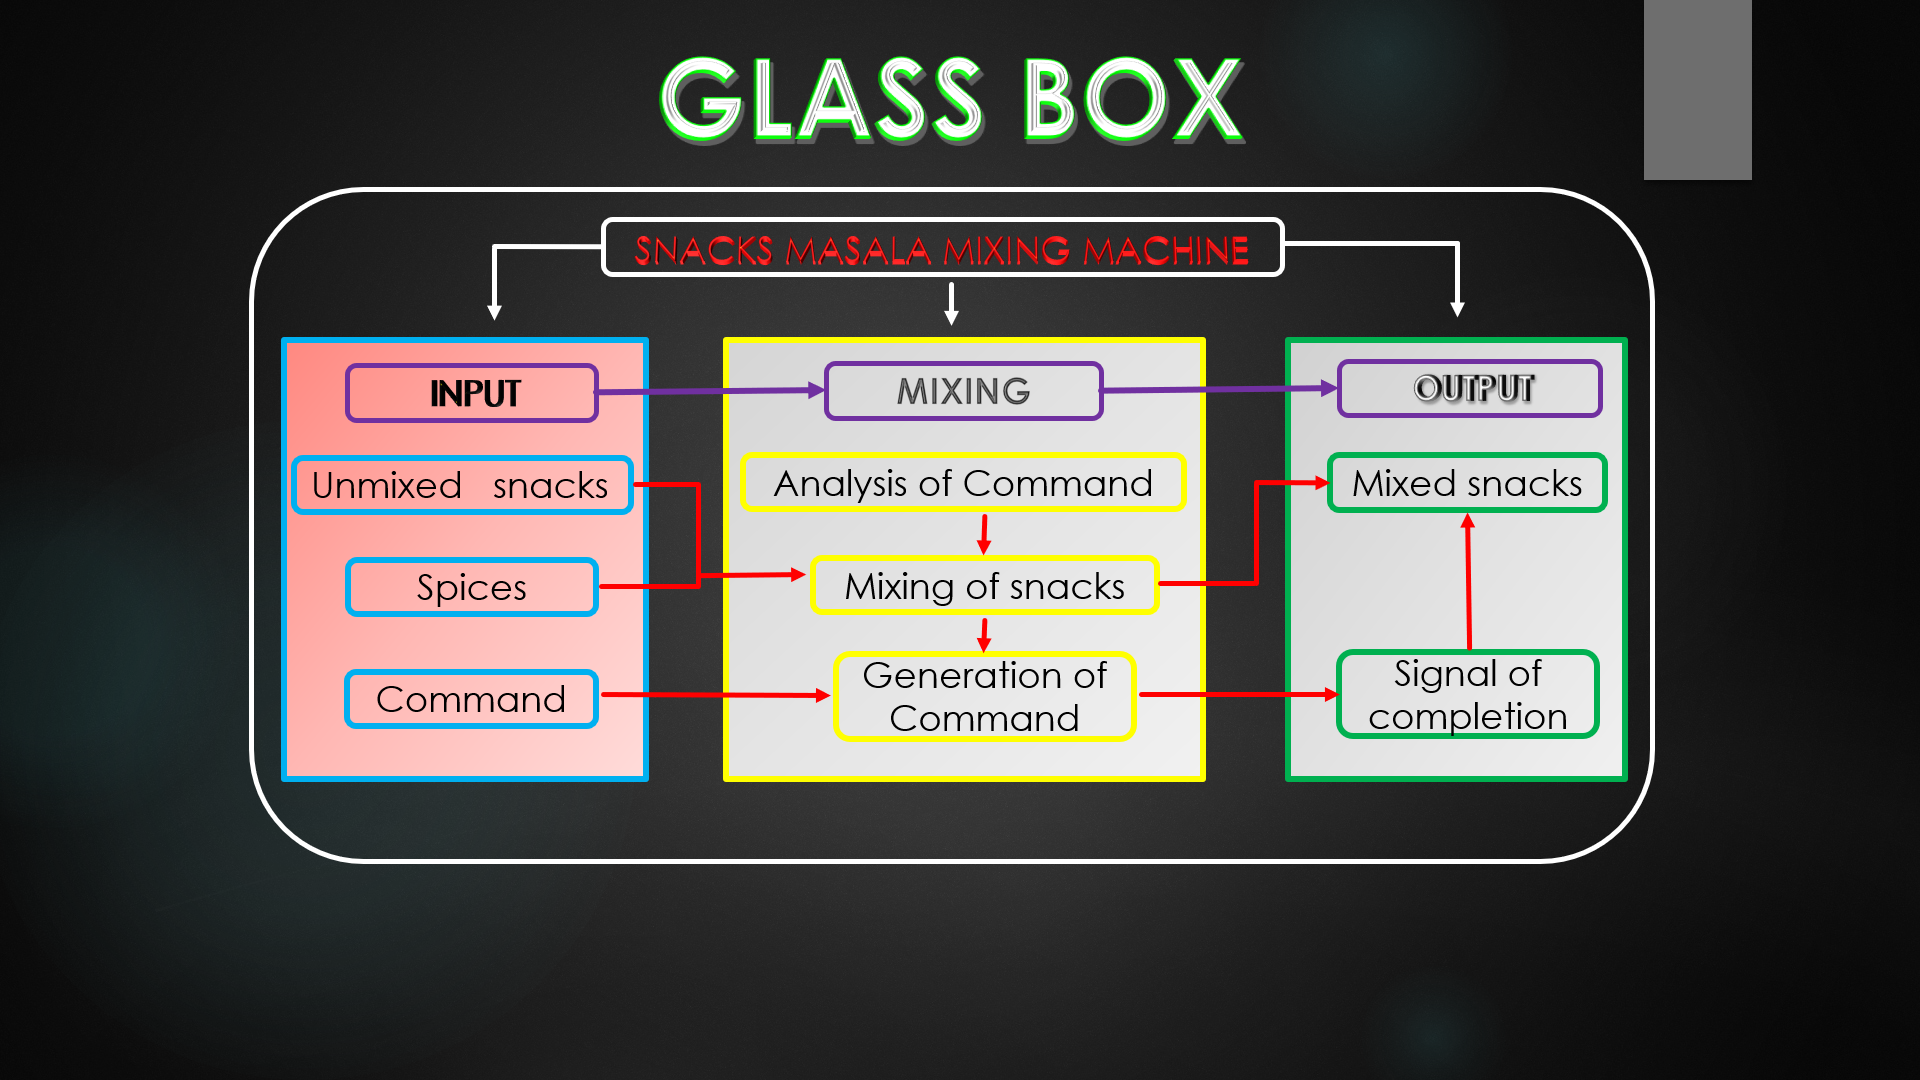 GLASS BOX
SNACKS MASALA MIXING MACHINE
INPUT
MIXING
OUTPUT
Unmixed snacks
Analysis of Command
Mixed snacks
Spices
Mixing of snacks
Command
Generation of
Command
Signal of
completion